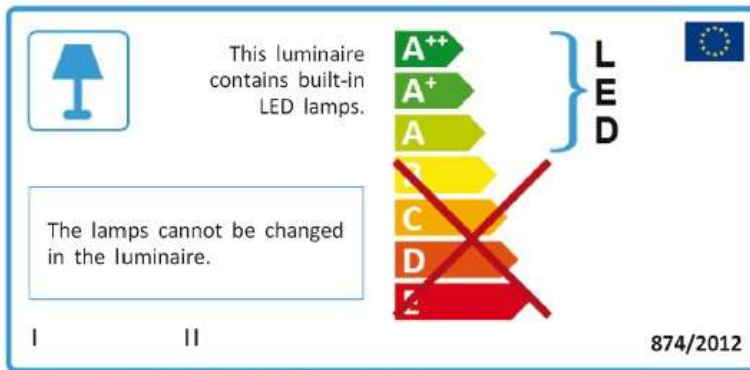 This luminaire
contains built-in
LED lamps.
A++
A+
A
B
C
D
E
L
E
D
The lamps cannot be changed
in the luminaire.
I II
874/2012